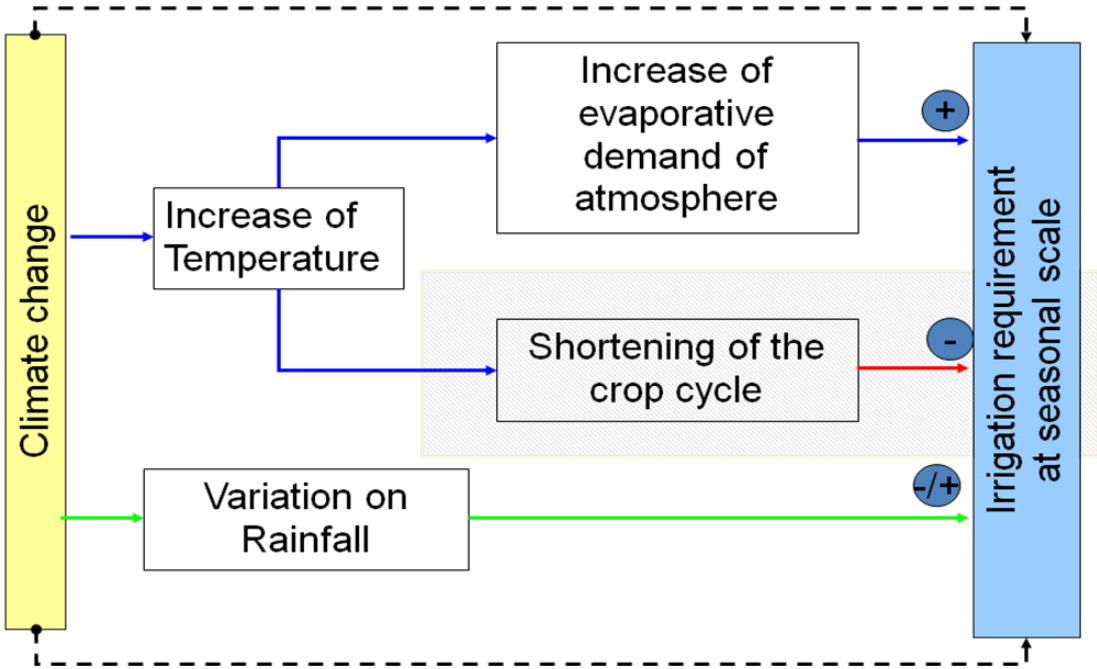 Climate change
Increase of
Temperature
Increase of
evaporative
demand of
atmosphere
+
Shortening of the
crop cycle
-
Variation on
Rainfall
-/+
Irrigation requirement
at seasonal scale